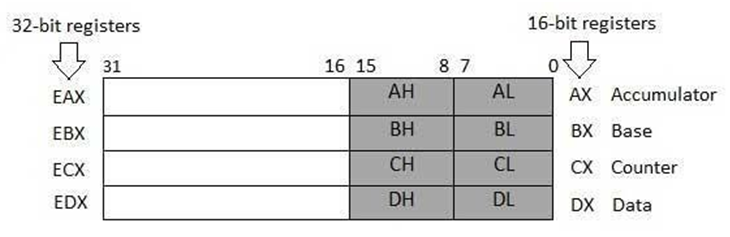 32-bit registers 16-bit registers
31 16 15 8 7 0
EAX AH AL AX Accumulator
EBX BH BL BX Base
ECX CH CL CX Counter
EDX DH DL DX Data